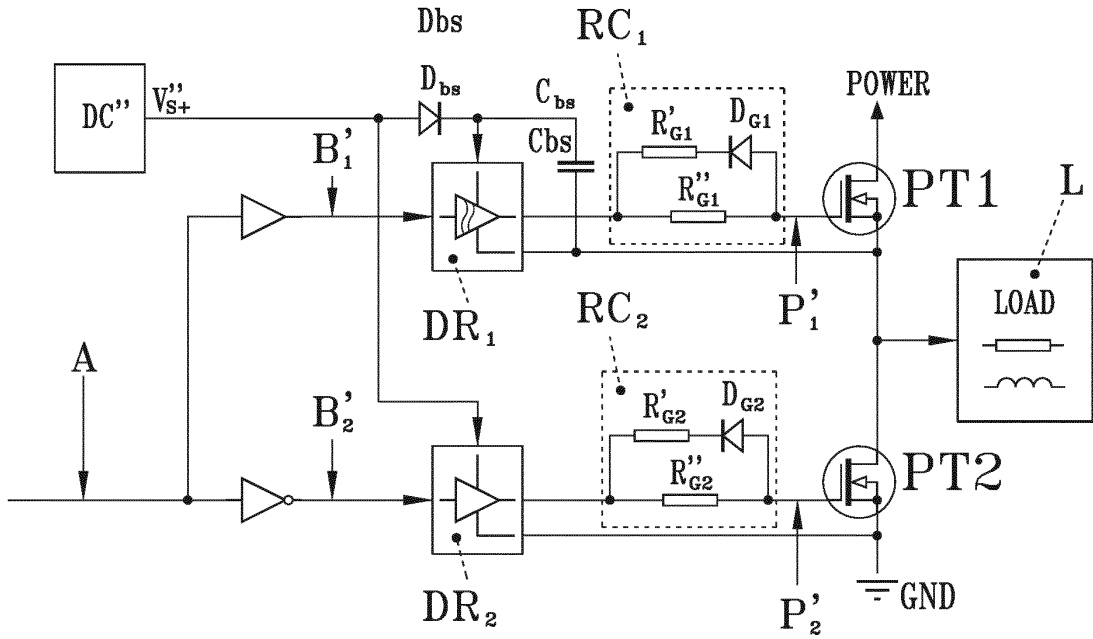 Dbs
RC₁
DC"
V"S+
Dbs
Cbs
Cbs
R'G1
DG1
POWER
B'₁
R"G1
PT1
L
DR₁
RC₂
P'₁
LOAD
A
B'₂
R'G2
DG2
R"G2
PT2
DR₂
P'₂
GND